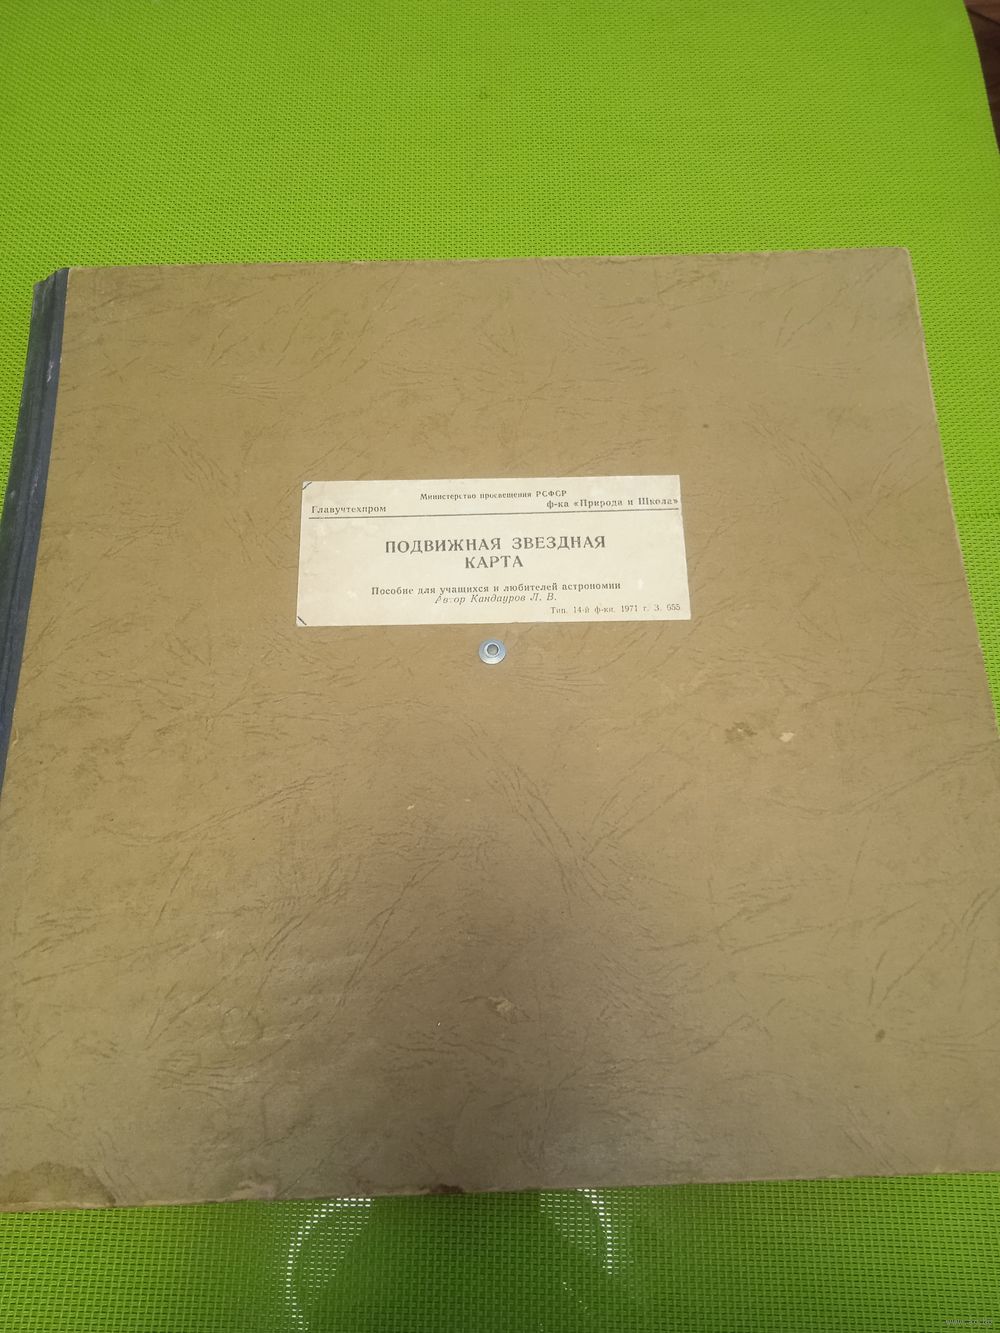 Министерство просвещения РСФСР
Главучтехпром ф-ка «Природа и Школа»
ПОДВИЖНАЯ ЗВЕЗДНАЯ
КАРТА
Пособие для учащихся и любителей астрономии
Автор Кандауров Л. В.
Тип. 14-й ф-ки. 1971 г. З. 655.